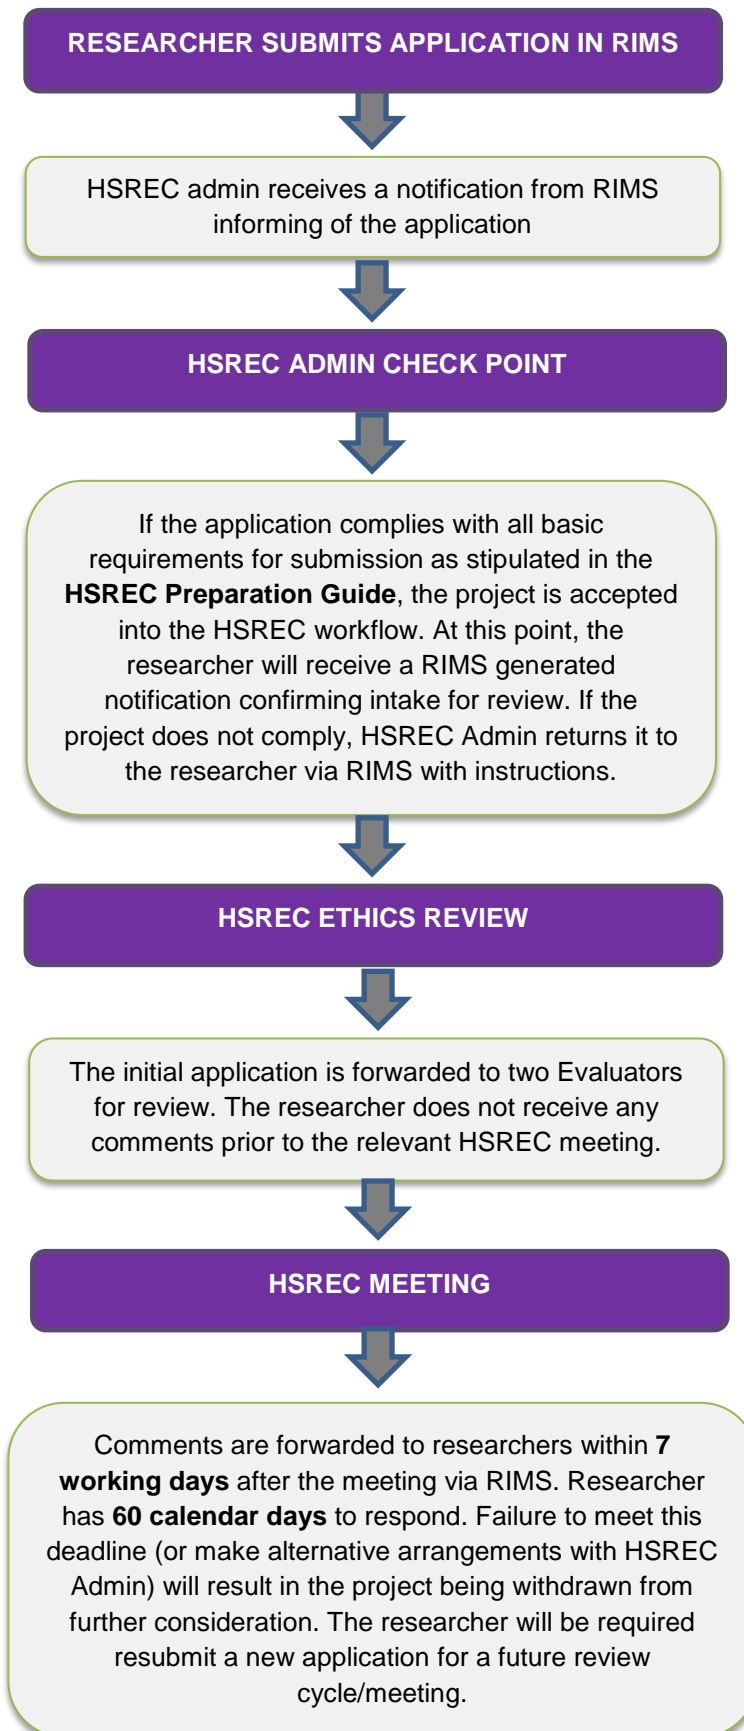 RESEARCHER SUBMITS APPLICATION IN RIMS
HSREC admin receives a notification from RIMS
informing of the application
HSREC ADMIN CHECK POINT
If the application complies with all basic
requirements for submission as stipulated in the
HSREC Preparation Guide, the project is accepted
into the HSREC workflow. At this point, the
researcher will receive a RIMS generated
notification confirming intake for review. If the
project does not comply, HSREC Admin returns it to
the researcher via RIMS with instructions.
HSREC ETHICS REVIEW
The initial application is forwarded to two Evaluators
for review. The researcher does not receive any
comments prior to the relevant HSREC meeting.
HSREC MEETING
Comments are forwarded to researchers within 7
working days after the meeting via RIMS. Researcher
has 60 calendar days to respond. Failure to meet this
deadline (or make alternative arrangements with HSREC
Admin) will result in the project being withdrawn from
further consideration. The researcher will be required
resubmit a new application for a future review
cycle/meeting.